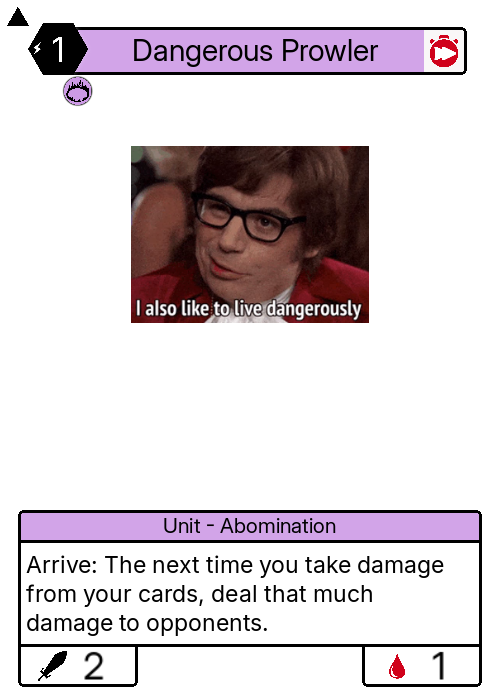 1
Dangerous Prowler
I also like to live dangerously
Unit - Abomination
Arrive: The next time you take damage
from your cards, deal that much
damage to opponents.
2
1